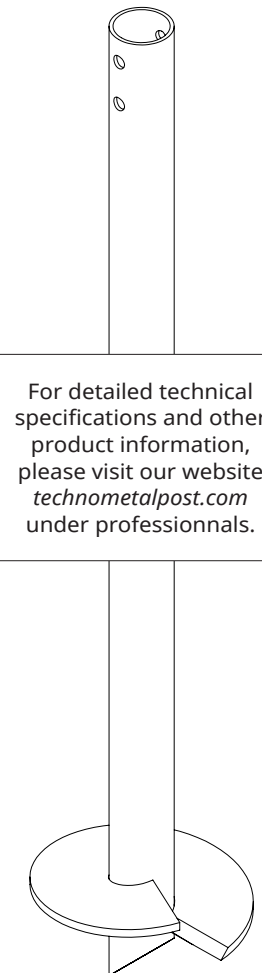 For detailed technical
specifications and other
product information,
please visit our website
technometalpost.com
under professionnals.